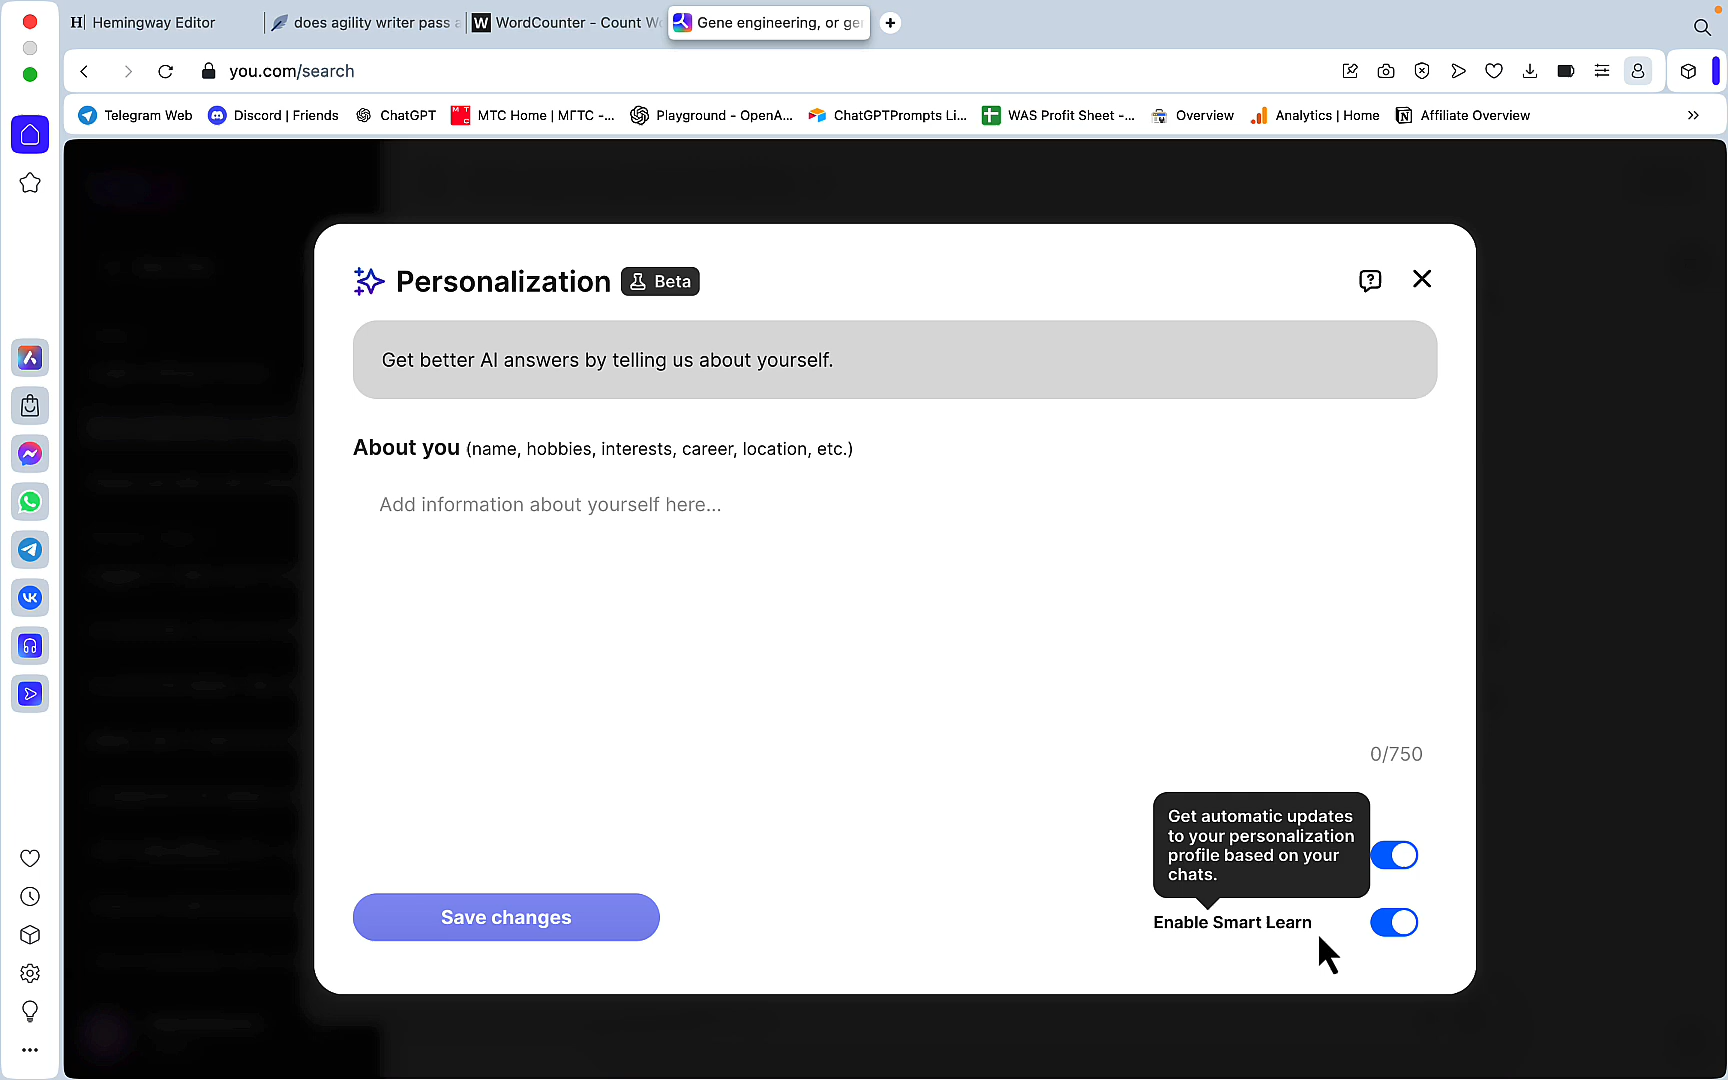 Hemingway Editor
does agility writer pass a
WordCounter - Count Wo
Gene engineering, or ge
you.com/search
Telegram Web
Discord | Friends
ChatGPT
MTC Home | МГТС -...
Playground - OpenA...
ChatGPTPrompts Li...
WAS Profit Sheet -...
Overview
Analytics | Home
Affiliate Overview
Personalization
Beta
Get better AI answers by telling us about yourself.
About you (name, hobbies, interests, career, location, etc.)
Add information about yourself here...
0/750
Get automatic updates
to your personalization
profile based on your
chats.
Save changes
Enable Smart Learn